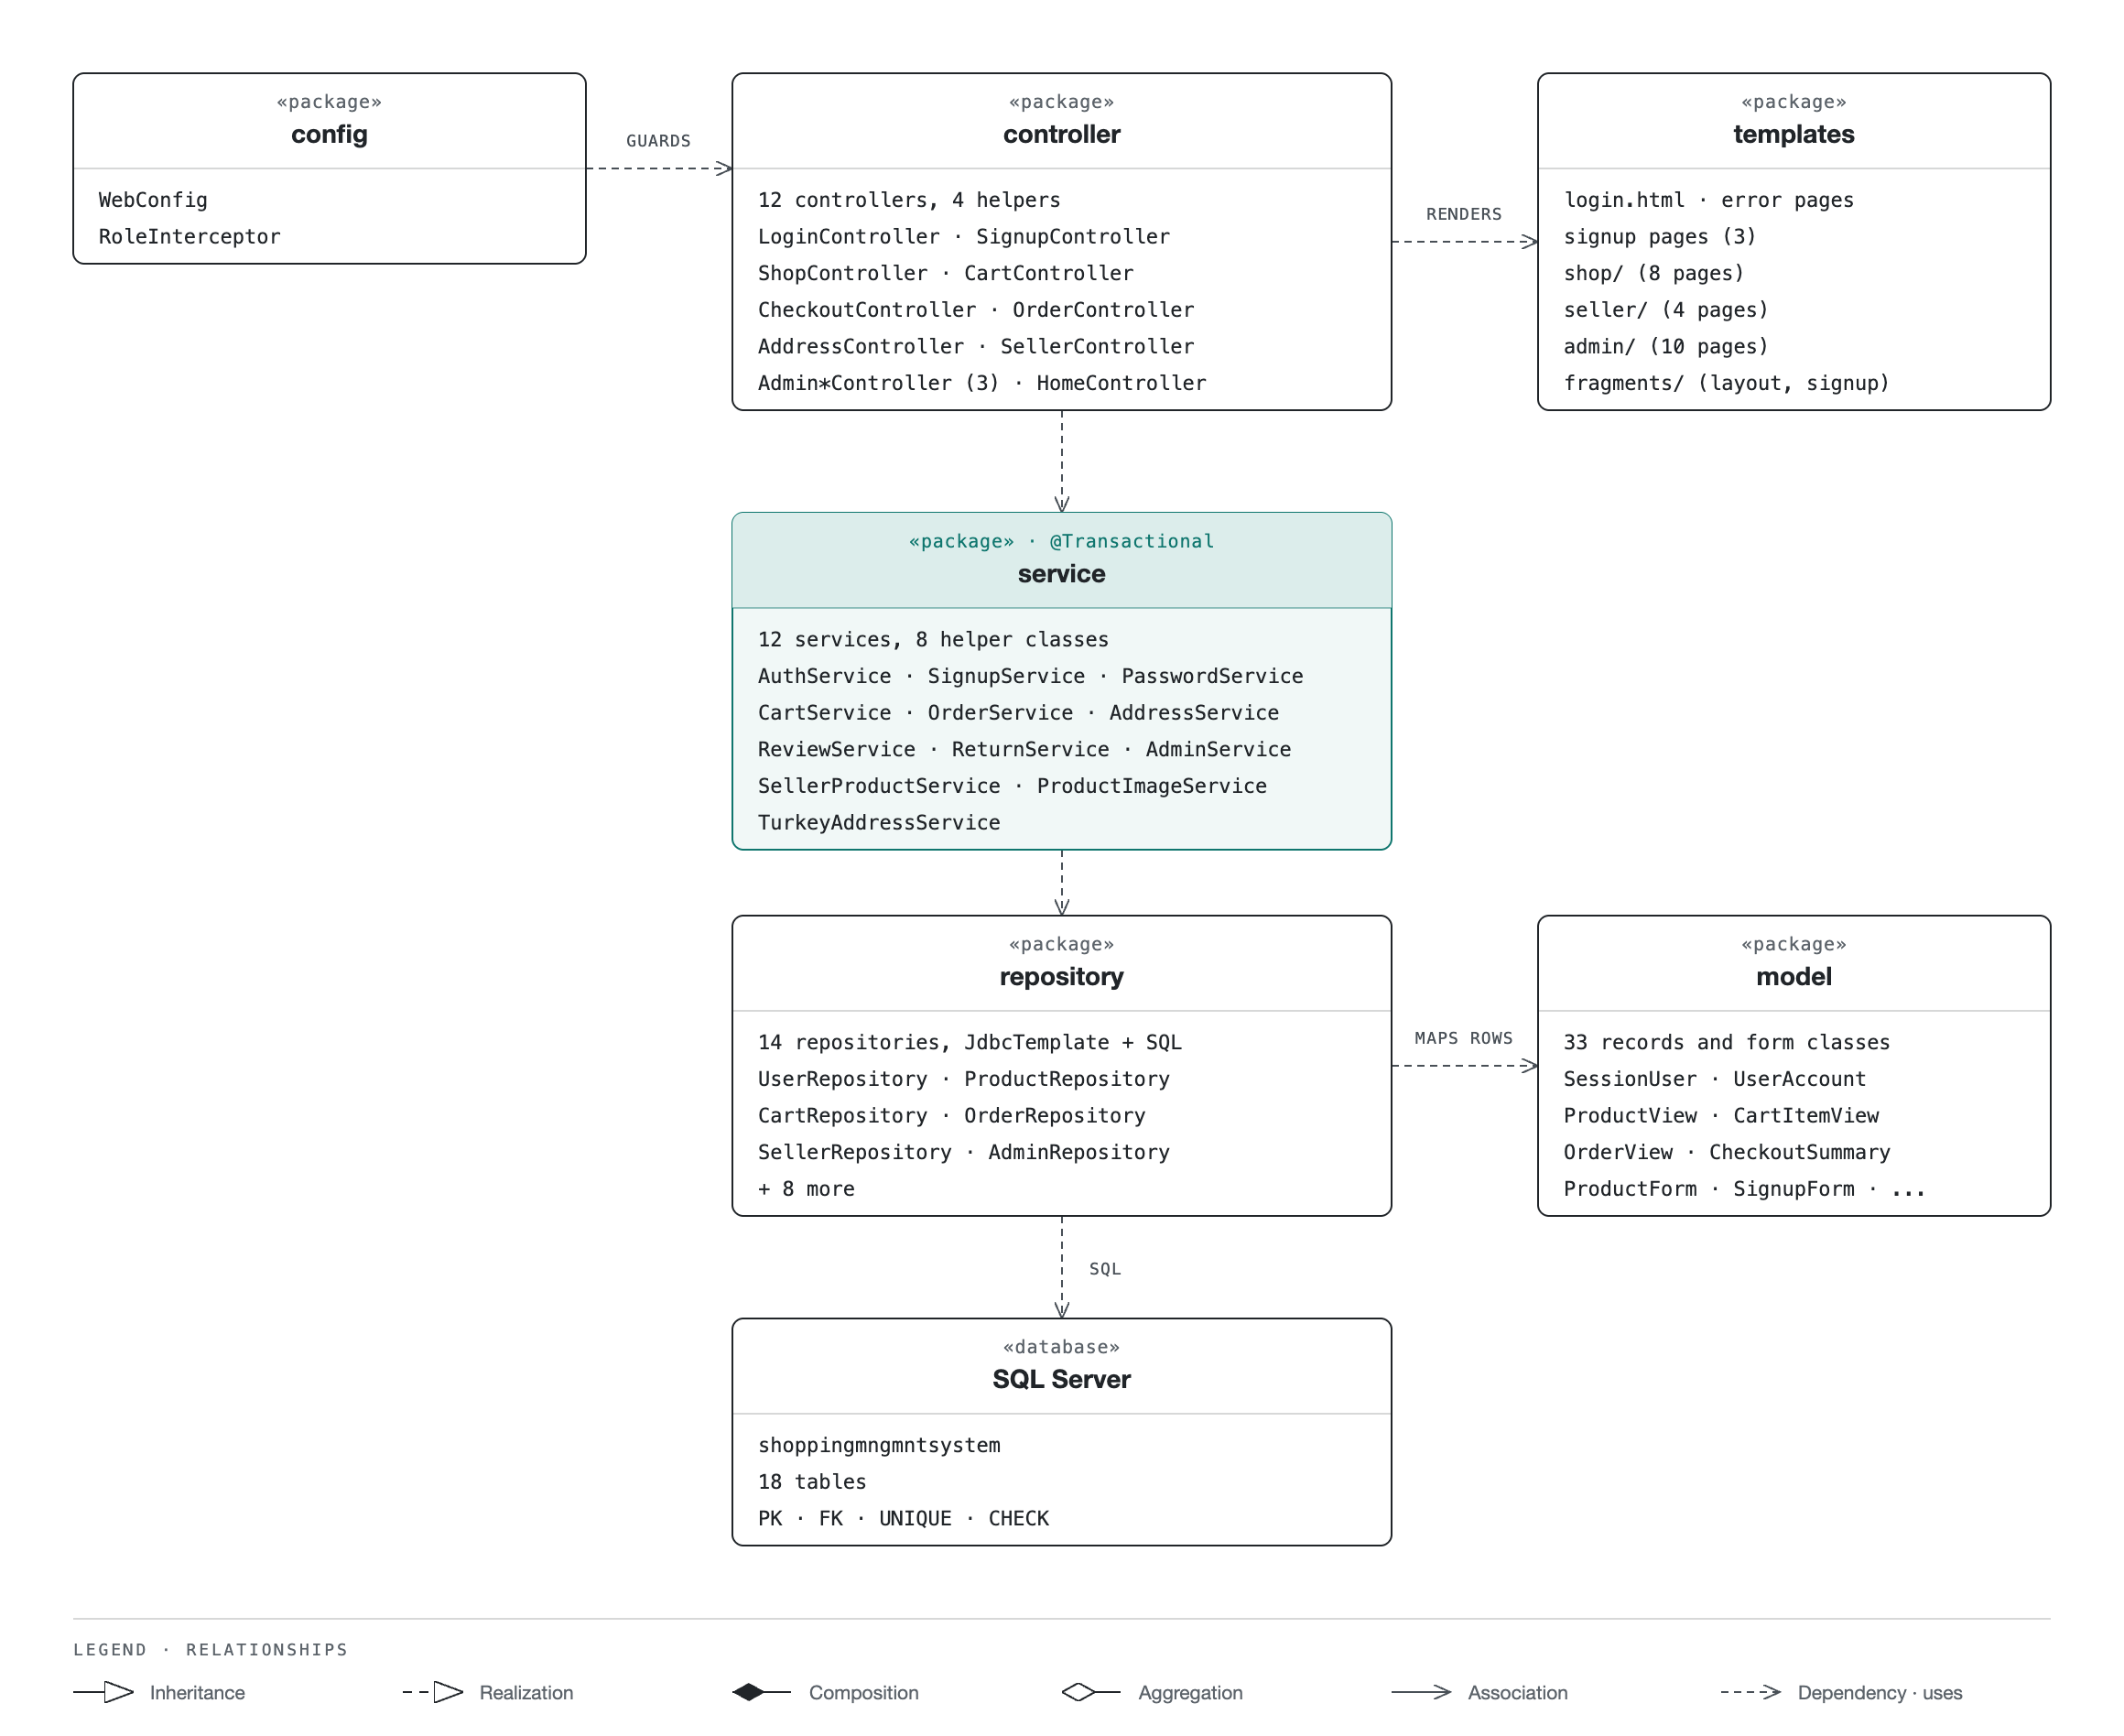 «package»
config
WebConfig
RoleInterceptor
GUARDS
«package»
controller
12 controllers, 4 helpers
LoginController · SignupController
ShopController · CartController
CheckoutController · OrderController
AddressController · SellerController
Admin*Controller (3) · HomeController
RENDERS
«package»
templates
login.html · error pages
signup pages (3)
shop/ (8 pages)
seller/ (4 pages)
admin/ (10 pages)
fragments/ (layout, signup)
«package» · @Transactional
service
12 services, 8 helper classes
AuthService · SignupService · PasswordService
CartService · OrderService · AddressService
ReviewService · ReturnService · AdminService
SellerProductService · ProductImageService
TurkeyAddressService
«package»
repository
14 repositories, JdbcTemplate + SQL
UserRepository · ProductRepository
CartRepository · OrderRepository
SellerRepository · AdminRepository
+ 8 more
MAPS ROWS
«package»
model
33 records and form classes
SessionUser · UserAccount
ProductView · CartItemView
OrderView · CheckoutSummary
ProductForm · SignupForm · ...
SQL
«database»
SQL Server
shoppingmngmntsystem
18 tables
PK · FK · UNIQUE · CHECK
LEGEND · RELATIONSHIPS
Inheritance
Realization
Composition
Aggregation
Association
Dependency · uses